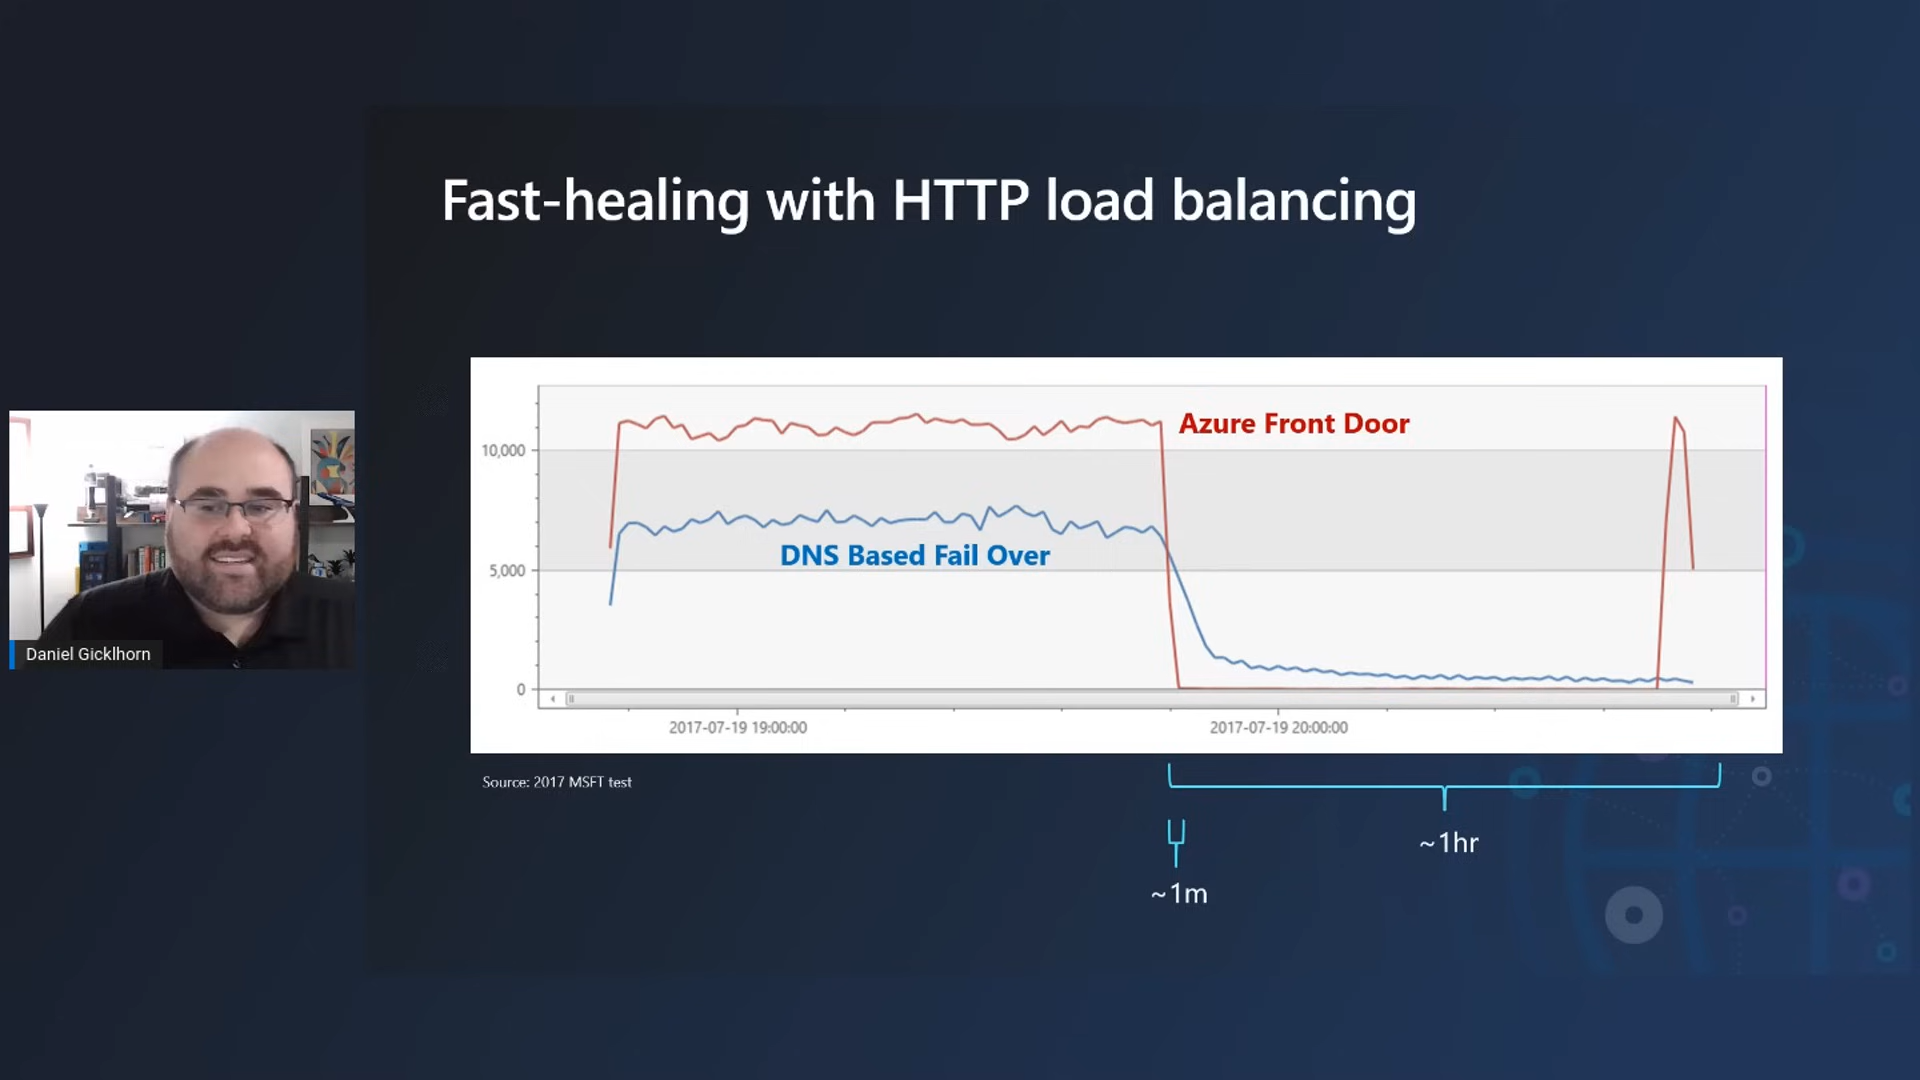 Fast-healing with HTTP load balancing
Azure Front Door
10,000
DNS Based Fail Over
5,000
0
2017-07-19 19:00:00
2017-07-19 20:00:00
Daniel Gicklhorn
Source: 2017 MSFT test
~1hr
~1m